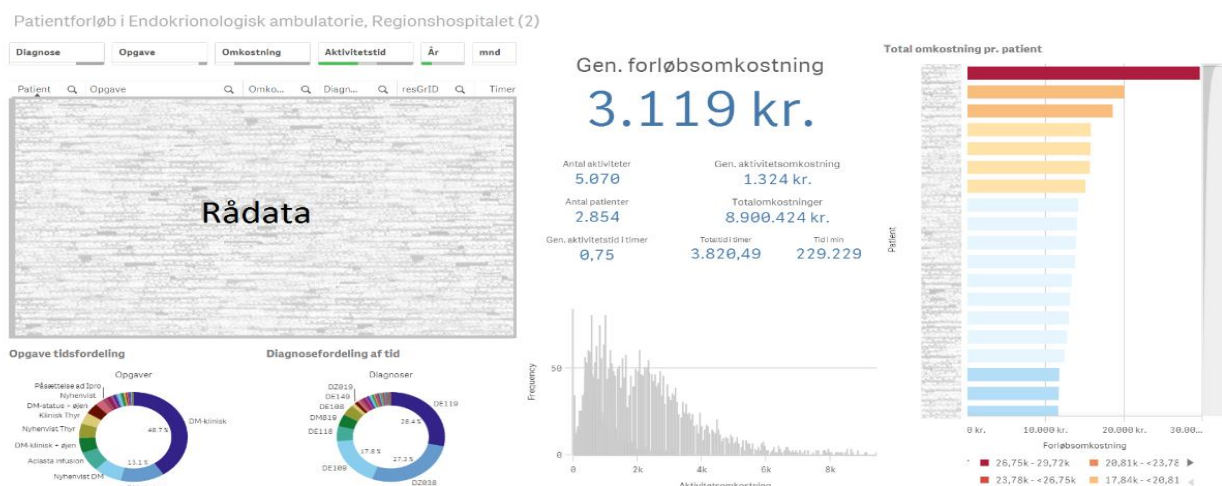 Patientforløb i Endokrionologisk ambulatorie, Regionshospitalet (2)
Diagnose Opgave Omkostning Aktivitetstid År mnd
Patient Opgave Omko... Diagn... resGrID Timer
Rådata
Opgave tidsfordeling
Opgaver
Påsættelse ad Ipro
Nyhenvist
DM-status - øjen
Klinisk Thyr
Nyhenvist Thyr
DM-klinisk + øjen
Aclasta infusion
Nyhenvist DM
DM-klinisk
48.7 %
13.1 %
Diagnosefordeling af tid
Diagnoser
DZ019
DE149
DE108
DM819
DE118
DE109
DE119
DZ038
28.4 %
17.8 %
27.3 %
Gen. forløbsomkostning
3.119 kr.
Antal aktiviteter Gen. aktivitetsomkostning
5.070 1.324 kr.
Antal patienter Totalomkostninger
2.854 8.900.424 kr.
Gen. aktivitetstid i timer Total tid i timer Tid i min
0,75 3.820,49 229.229
Frequency
50
0
0 2k 4k 6k 8k
Aktivitetsomkostning
Total omkostning pr. patient
Patient
0 kr. 10.000 kr. 20.000 kr. 30.00...
Forløbsomkostning
26,75k - 29,72k 20,81k - <23,78
23,78k - <26,75k 17,84k - <20,81